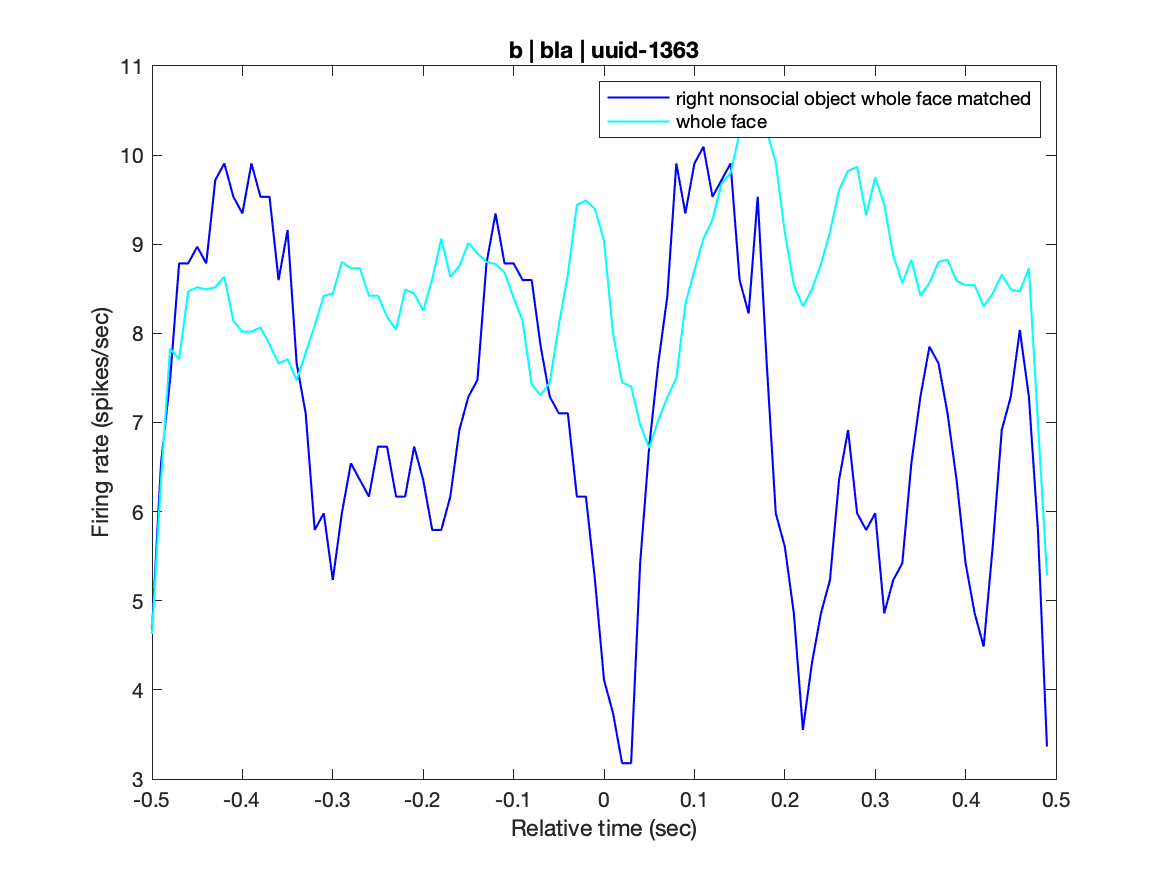 b | bla | uuid-1363
right nonsocial object whole face matched
whole face
11
10
9
8
7
6
5
4
3
Firing rate (spikes/sec)
-0.5 -0.4 -0.3 -0.2 -0.1 0 0.1 0.2 0.3 0.4 0.5
Relative time (sec)